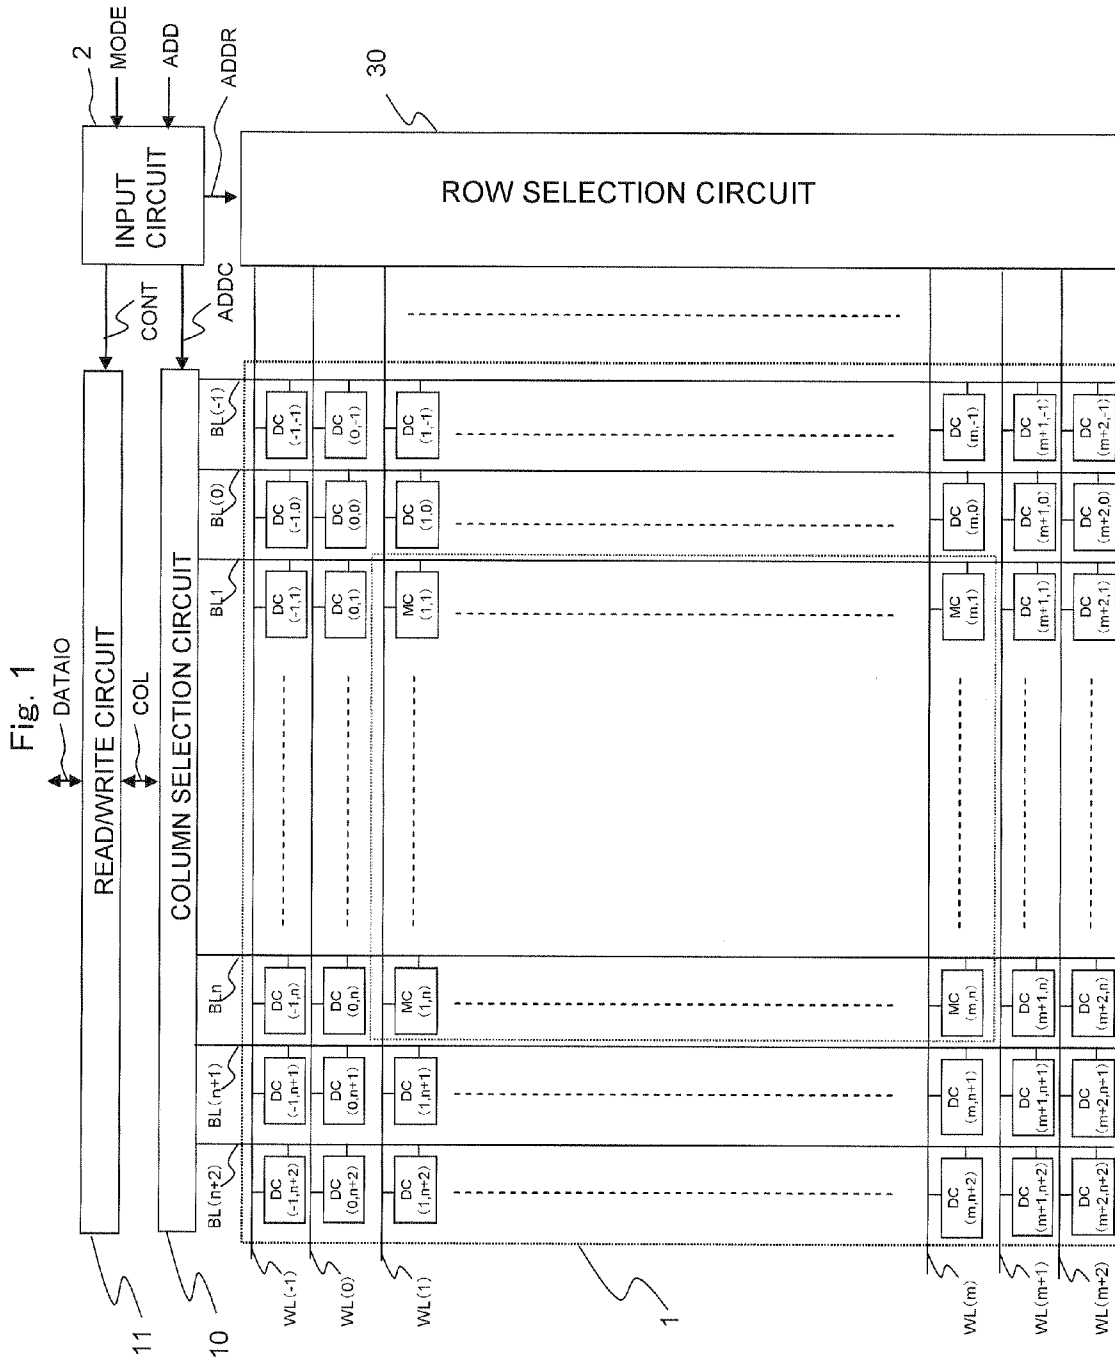 Fig. 1
DATAIO
READ/WRITE CIRCUIT
11
COL
COLUMN SELECTION CIRCUIT
10
INPUT
CIRCUIT
2
MODE
ADD
ADDR
CONT
ADDC
ROW SELECTION CIRCUIT
30
BL(n+2)
BL(n+1)
BLn
BL1
BL(0)
BL(-1)
WL(-1)
DC
(-1,n+2)
DC
(-1,n+1)
DC
(-1,n)
DC
(-1,1)
DC
(-1.0)
DC
(-1,-1)
WL(0)
DC
(0,n+2)
DC
(0,n+1)
DC
(0,n)
DC
(0,1)
DC
(0,0)
DC
(0,-1)
WL(1)
DC
(1,n+2)
DC
(1,n+1)
MC
(1,n)
MC
(1,1)
DC
(1.0)
DC
(1,-1)
1
WL(m)
DC
(m,n+2)
DC
(m,n+1)
MC
(m,n)
MC
(m,1)
DC
(m,0)
DC
(m,-1)
WL(m+1)
DC
(m+1,n+2)
DC
(m+1,n+1)
DC
(m+1,n)
DC
(m+1,1)
DC
(m+1,0)
DC
(m+1,-1)
WL(m+2)
DC
(m+2,n+2)
DC
(m+2,n+1)
DC
(m+2,n)
DC
(m+2,1)
DC
(m+2,0)
DC
(m+2,-1)